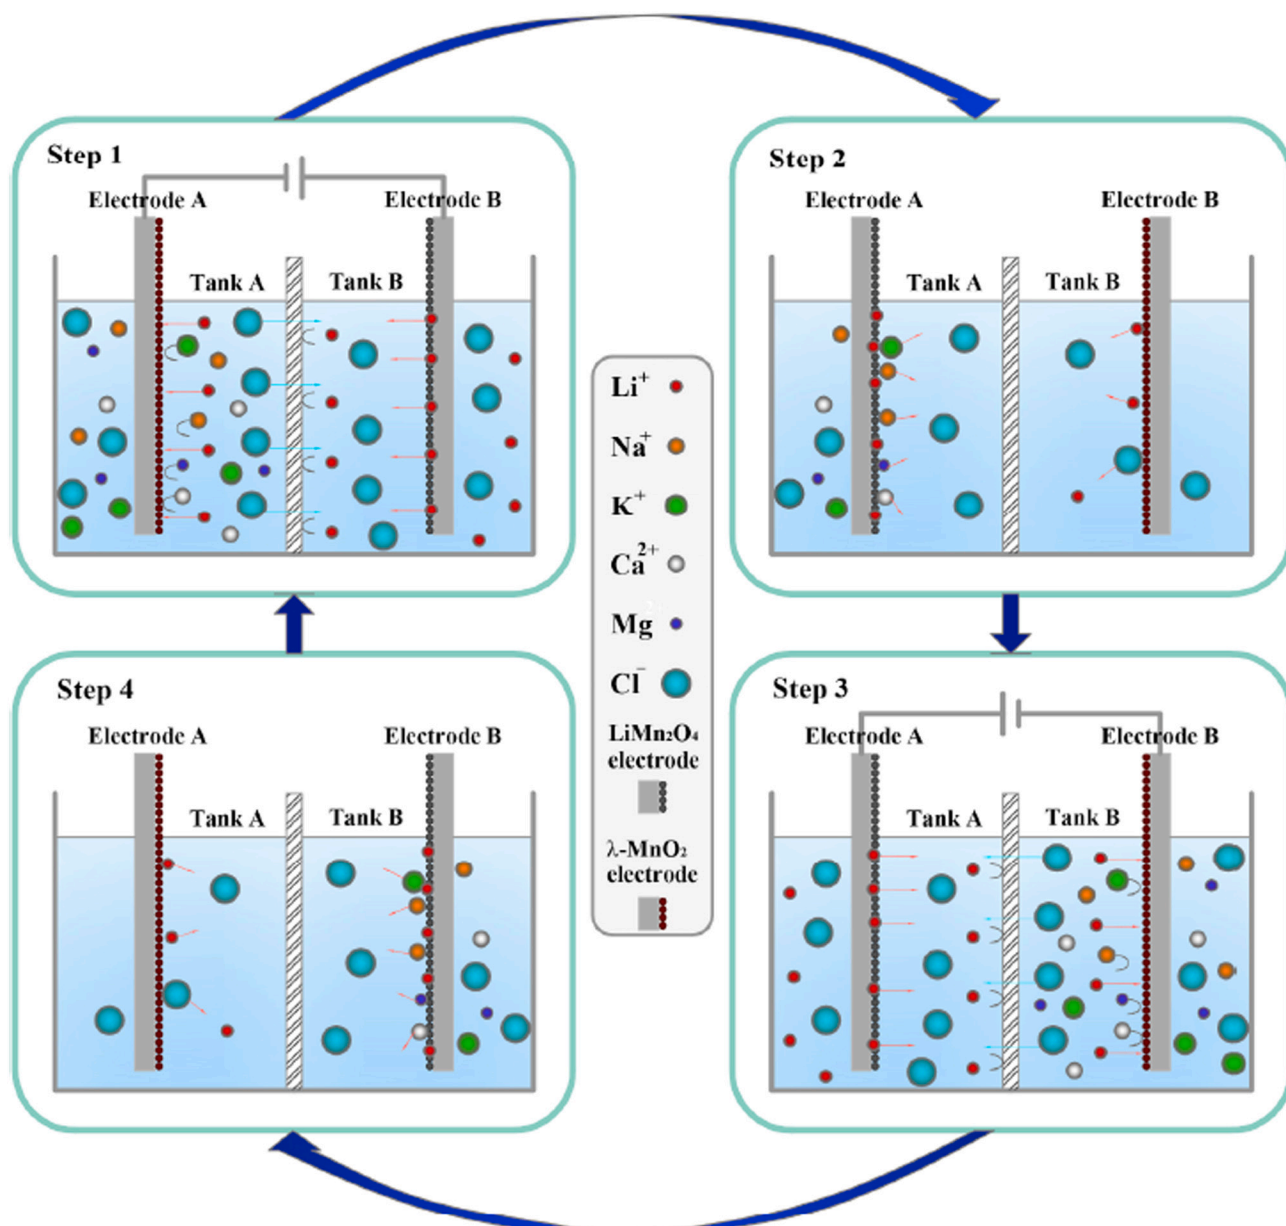 Step 1
Electrode A
Electrode B
Tank A
Tank B
Step 2
Electrode A
Electrode B
Tank A
Tank B
Li⁺
Na⁺
K⁺
Ca²⁺
Mg
Cl⁻
LiMn₂O₄
electrode
λ-MnO₂
electrode
Step 4
Electrode A
Electrode B
Tank A
Tank B
Step 3
Electrode A
Electrode B
Tank A
Tank B